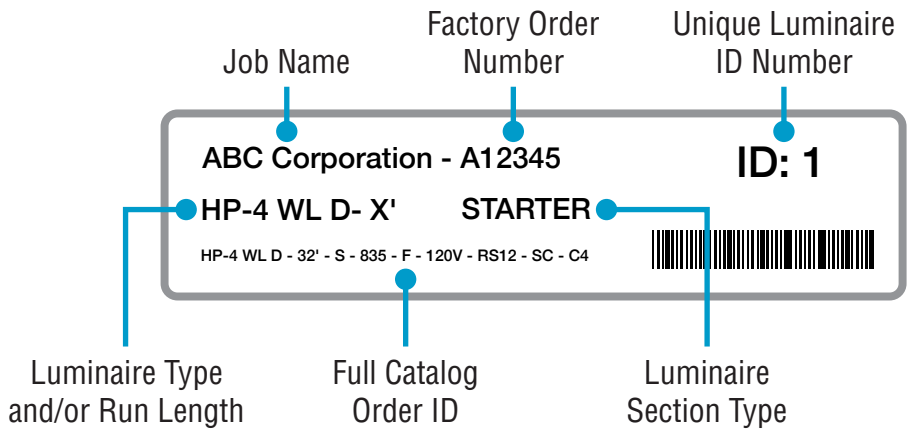 Job Name
Factory Order
Number
Unique Luminaire
ID Number
ABC Corporation - A12345
ID: 1
HP-4 WL D- X'
STARTER
HP-4 WL D - 32' - S - 835 - F - 120V - RS12 - SC - C4
Luminaire Type
and/or Run Length
Full Catalog
Order ID
Luminaire
Section Type